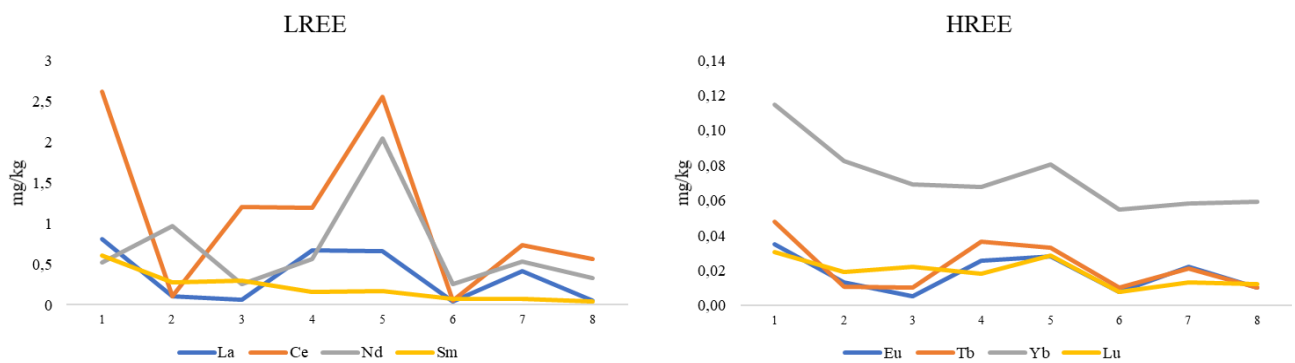 LREE
3
2,5
2
1,5
1
0,5
0
mg/kg
1 2 3 4 5 6 7 8
La Ce Nd Sm
HREE
0,14
0,12
0,10
0,08
0,06
0,04
0,02
0,00
mg/kg
1 2 3 4 5 6 7 8
Eu Tb Yb Lu